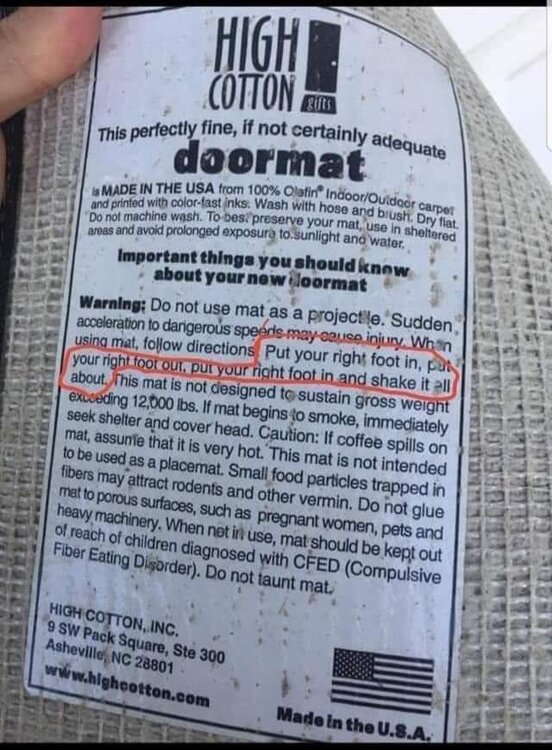 HIGH
COTTON
gifts
This perfectly fine, if not certainly adequate
doormat
is MADE IN THE USA from 100% Olefin® Indoor/Outdoor carpet
and printed with color-fast inks. Wash with hose and brush. Dry flat.
Do not machine wash. To best preserve your mat, use in sheltered
areas and avoid prolonged exposure to sunlight and water.
Important things you should know
about your new doormat
Warning: Do not use mat as a projectile. Sudden
acceleration to dangerous speeds may cause injury. When
using mat, follow directions: Put your right foot in, put
your right foot out, put your right foot in and shake it all
about. This mat is not designed to sustain gross weight
exceeding 12,000 lbs. If mat begins to smoke, immediately
seek shelter and cover head. Caution: If coffee spills on
mat, assume that it is very hot. This mat is not intended
to be used as a placemat. Small food particles trapped in
fibers may attract rodents and other vermin. Do not glue
mat to porous surfaces, such as pregnant women, pets and
heavy machinery. When not in use, mat should be kept out
of reach of children diagnosed with CFED (Compulsive
Fiber Eating Disorder). Do not taunt mat.
HIGH COTTON, INC.
9 SW Pack Square, Ste 300
Asheville, NC 28801
www.highcotton.com
Made in the U.S.A.